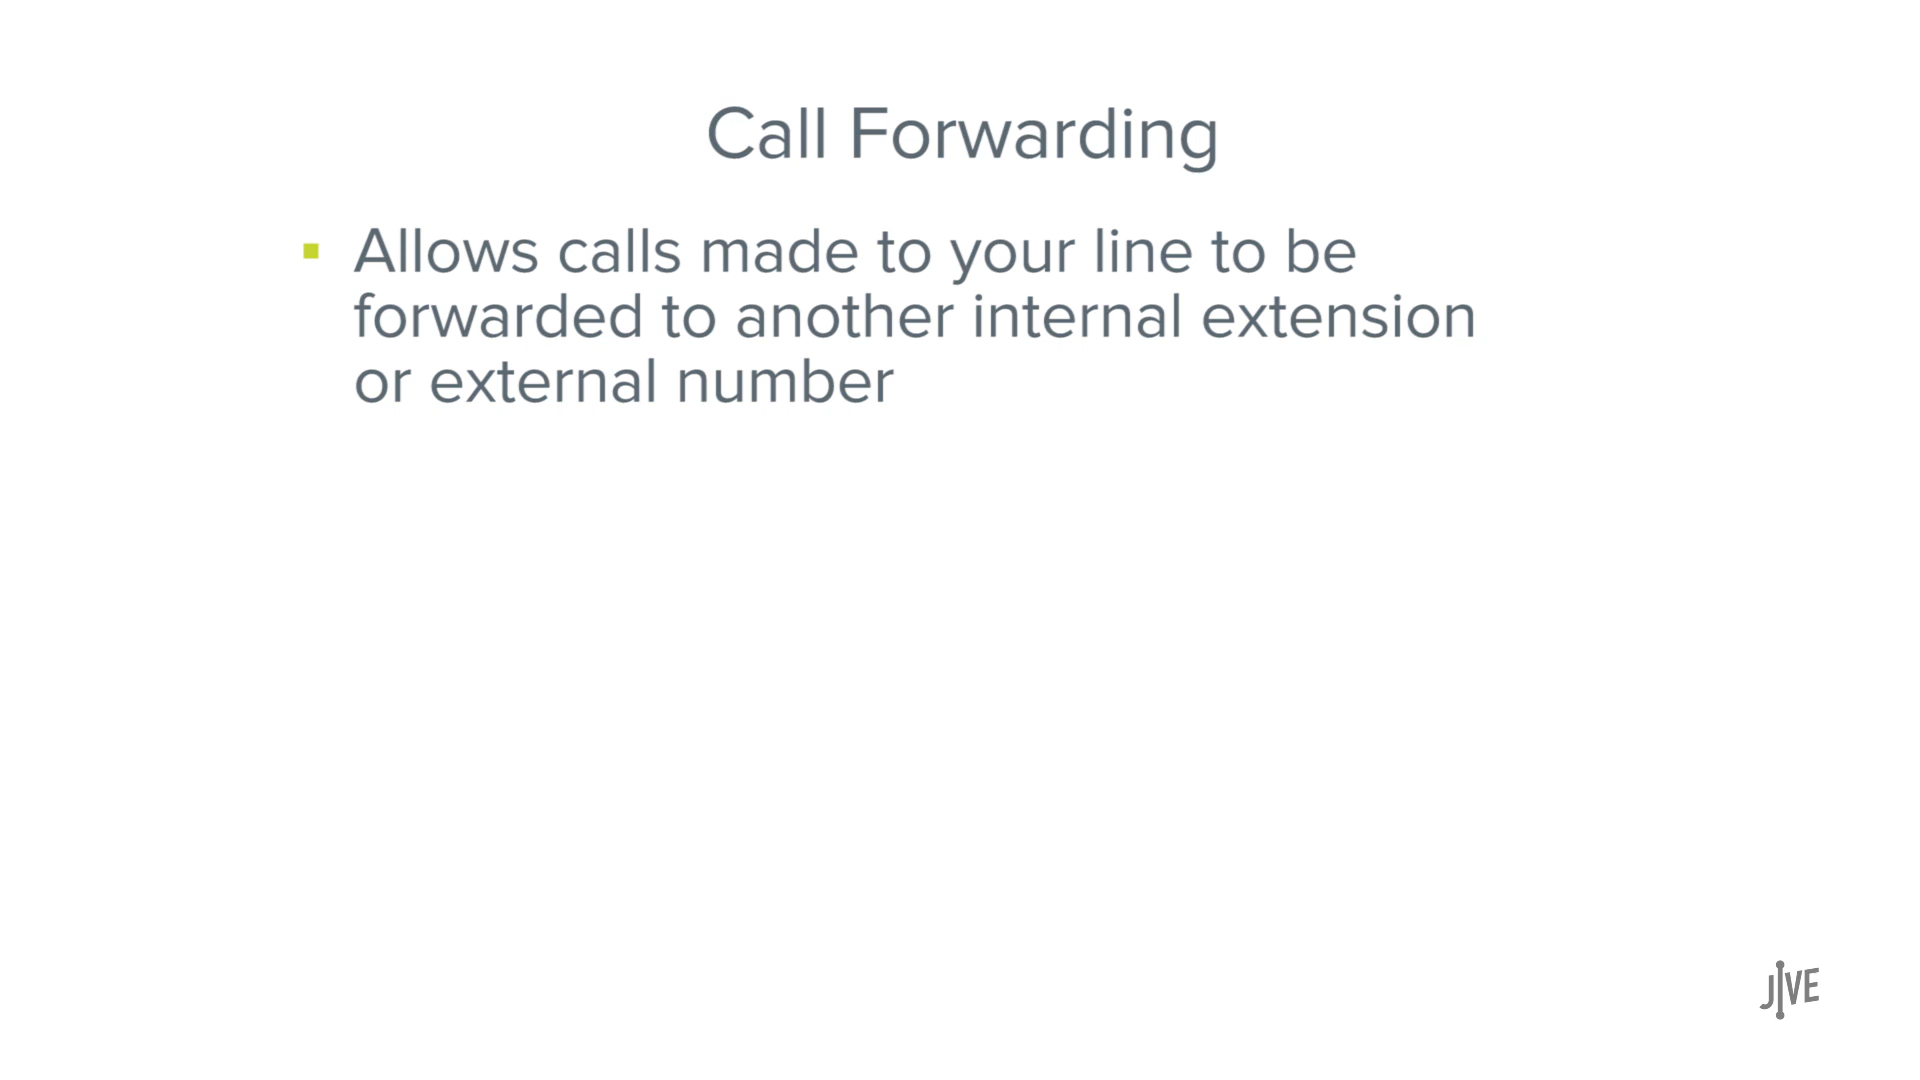 Call Forwarding
Allows calls made to your line to be
forwarded to another internal extension
or external number
JIVE